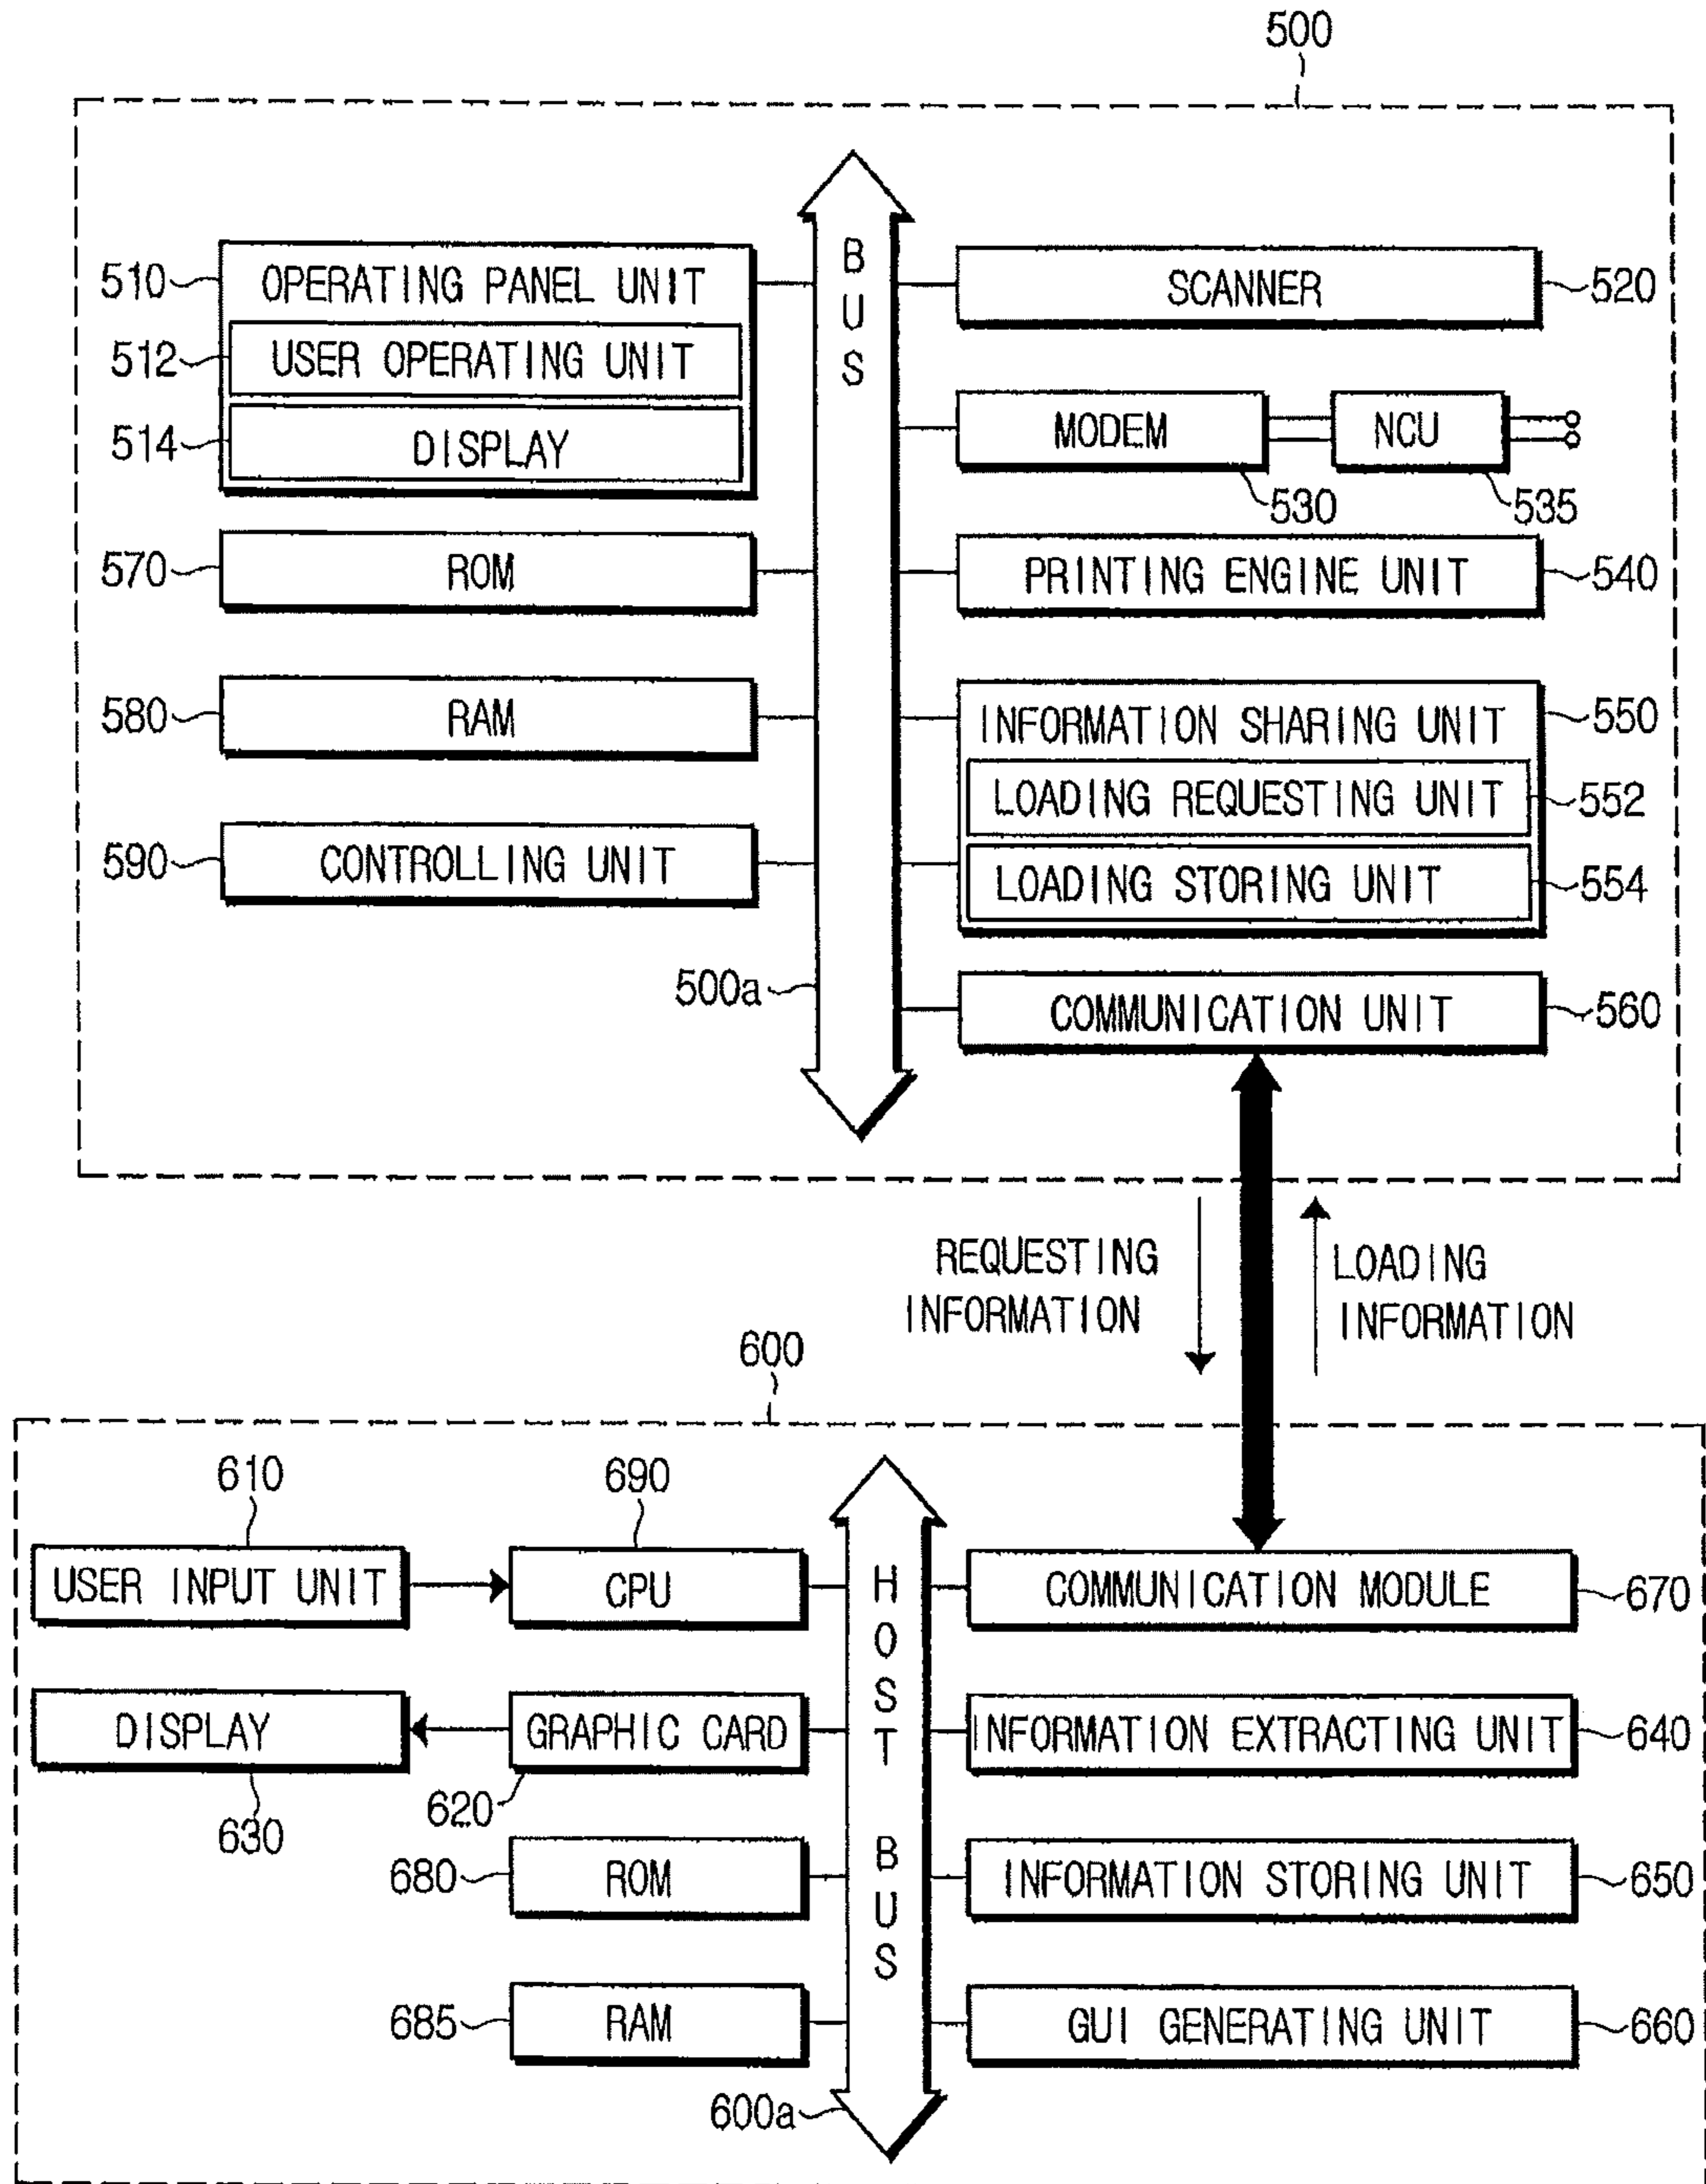 500
BUS
510 OPERATING PANEL UNIT
512 USER OPERATING UNIT
514 DISPLAY
SCANNER 520
MODEM NCU
530 535
570 ROM
PRINTING ENGINE UNIT 540
580 RAM
INFORMATION SHARING UNIT 550
LOADING REQUESTING UNIT 552
590 CONTROLLING UNIT
LOADING STORING UNIT 554
500a
COMMUNICATION UNIT 560
REQUESTING
INFORMATION
LOADING
INFORMATION
600
610 690
USER INPUT UNIT CPU
HOST BUS
COMMUNICATION MODULE 670
DISPLAY GRAPHIC CARD
630 620
INFORMATION EXTRACTING UNIT 640
680 ROM
INFORMATION STORING UNIT 650
685 RAM
GUI GENERATING UNIT 660
600a